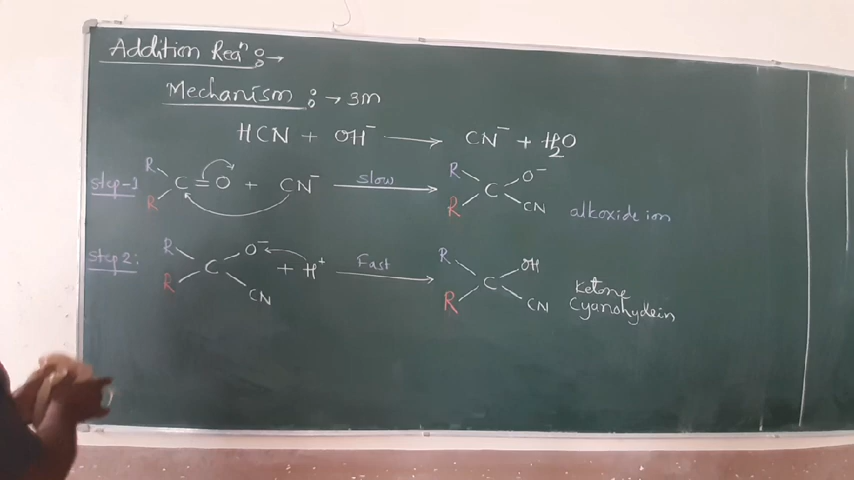 Addition Reaⁿ :→
Mechanism : → 3m
HCN + OH⁻ → CN⁻ + H₂O
Step-1 R R C=O + CN⁻ slow → R R C O⁻ CN alkoxide ion
Step 2: R R C O⁻ CN + H⁺ Fast → R R C OH CN Ketone Cyanohydein